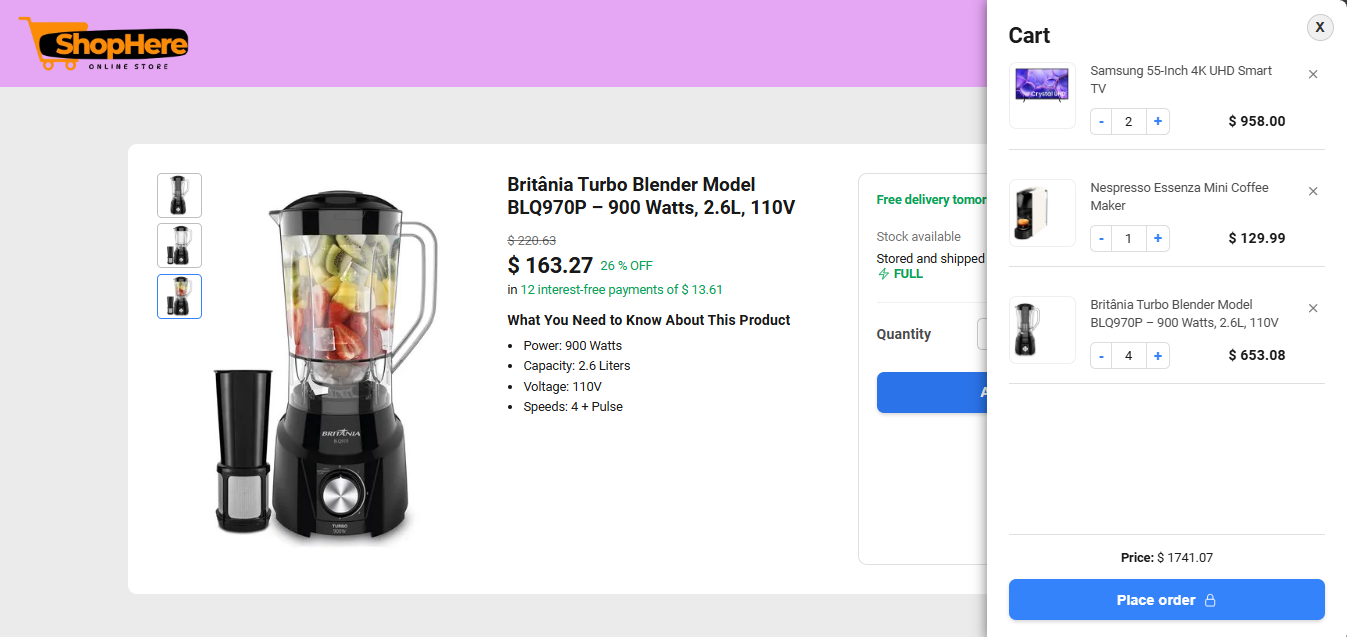 ShopHere
ONLINE STORE
Britânia Turbo Blender Model
BLQ970P – 900 Watts, 2.6L, 110V
$ 220.63
$ 163.27 26 % OFF
in 12 interest-free payments of $ 13.61
What You Need to Know About This Product
• Power: 900 Watts
• Capacity: 2.6 Liters
• Voltage: 110V
• Speeds: 4 + Pulse
BRITANIA
TURBO
Free delivery tomor
Stock available
Stored and shipped
FULL
Quantity
Cart
X
Samsung 55-Inch 4K UHD Smart
TV
Crystal UHD
- 2 + $ 958.00
Nespresso Essenza Mini Coffee
Maker
- 1 + $ 129.99
Britânia Turbo Blender Model
BLQ970P – 900 Watts, 2.6L, 110V
- 4 + $ 653.08
Price: $ 1741.07
Place order